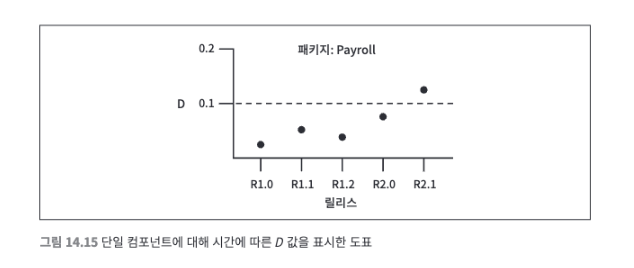 0.2
패키지: Payroll
D 0.1
R1.0 R1.1 R1.2 R2.0 R2.1
릴리스
그림 14.15 단일 컴포넌트에 대해 시간에 따른 D 값을 표시한 도표